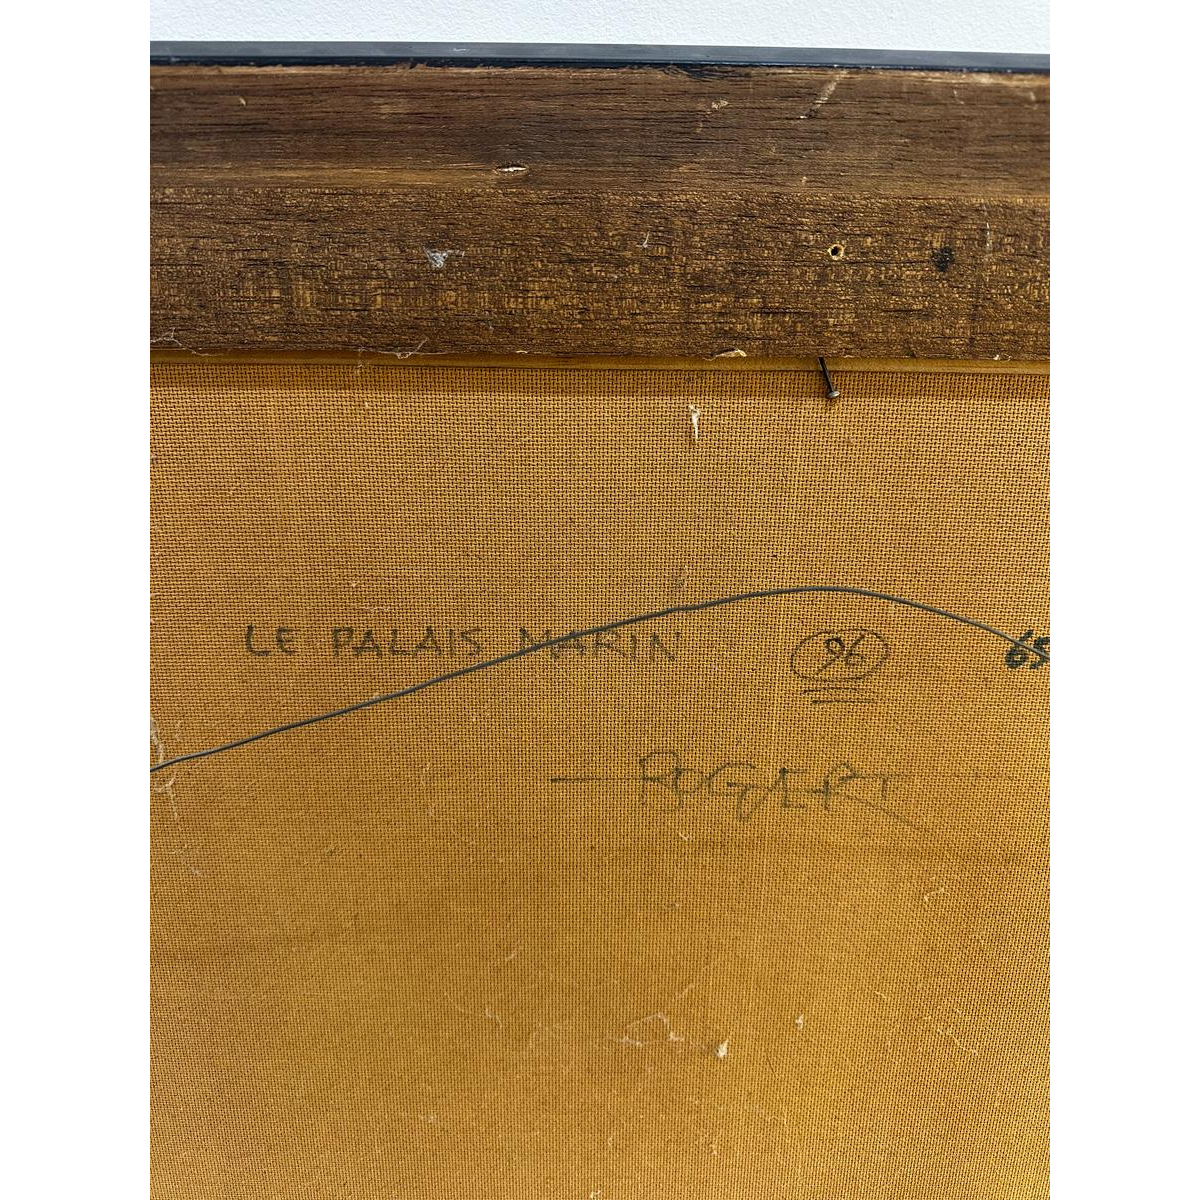 LE PALAIS MARIN 96 65
ROGERT